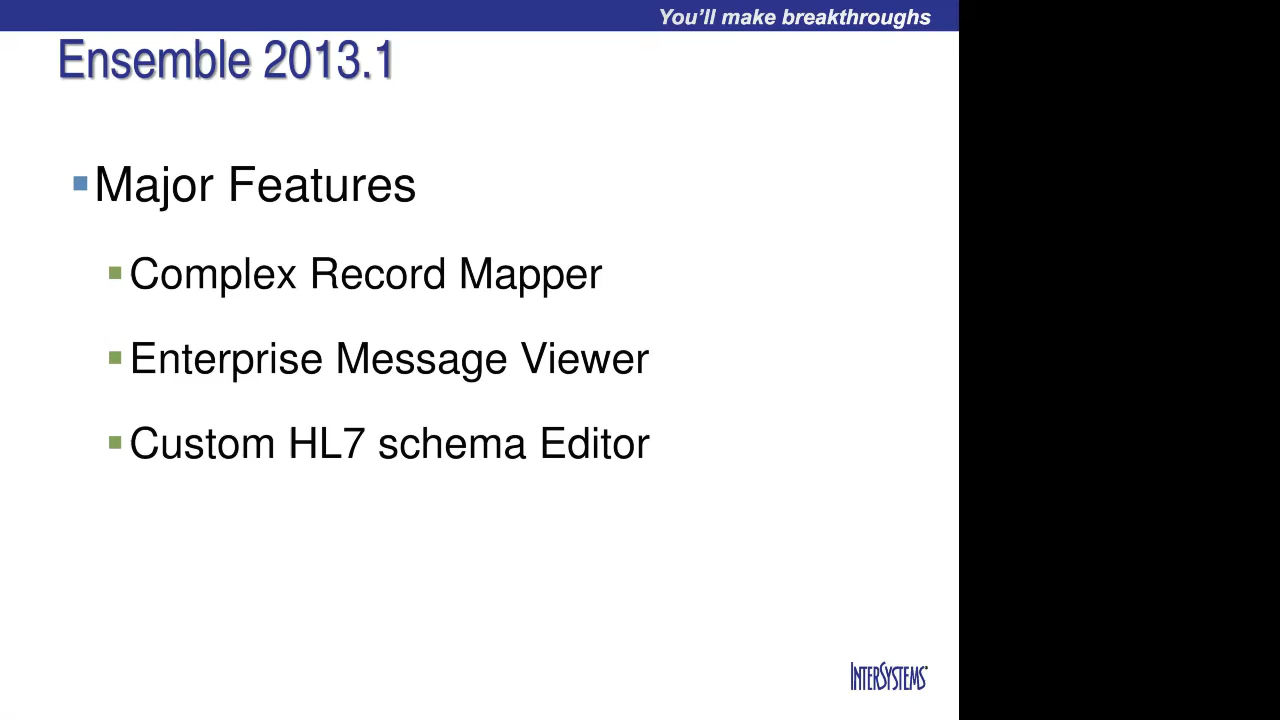 You'll make breakthroughs
Ensemble 2013.1
Major Features
Complex Record Mapper
Enterprise Message Viewer
Custom HL7 schema Editor
INTERSYSTEMS